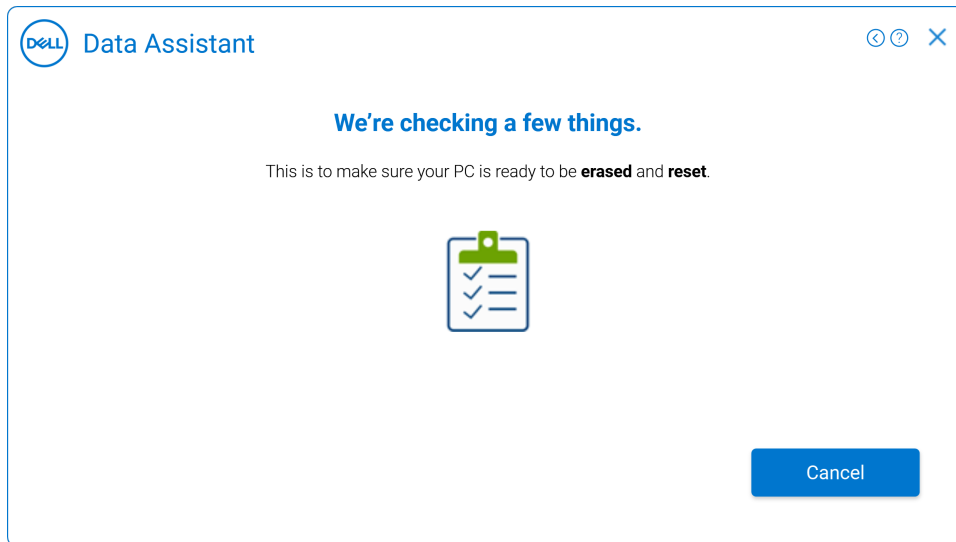 DELL Data Assistant
We’re checking a few things.
This is to make sure your PC is ready to be erased and reset.
Cancel